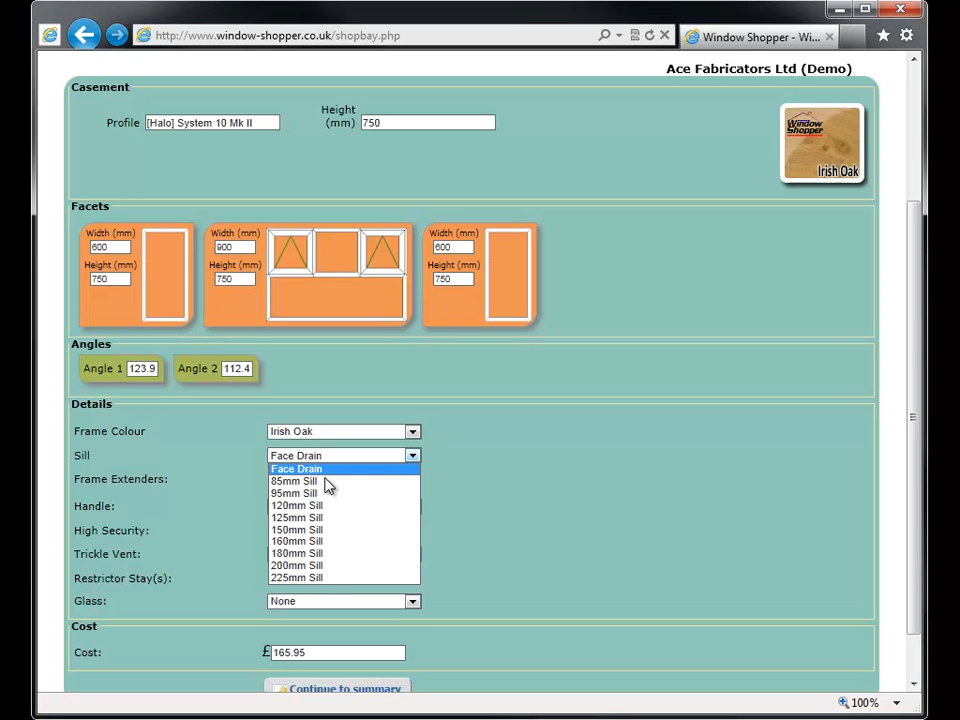 http://www.window-shopper.co.uk/shopbay.php
Window Shopper - Wi...
Ace Fabricators Ltd (Demo)
Casement
Profile [Halo] System 10 Mk II
Height (mm) 750
Window Shopper
Irish Oak
Facets
Width (mm)
600
Height (mm)
750
Width (mm)
900
Height (mm)
750
Width (mm)
600
Height (mm)
750
Angles
Angle 1 123.9
Angle 2 112.4
Details
Frame Colour Irish Oak
Sill Face Drain
Face Drain
85mm Sill
95mm Sill
120mm Sill
125mm Sill
150mm Sill
160mm Sill
180mm Sill
200mm Sill
225mm Sill
Frame Extenders:
Handle:
High Security:
Trickle Vent:
Restrictor Stay(s):
Glass: None
Cost
Cost: £ 165.95
Continue to summary
100%